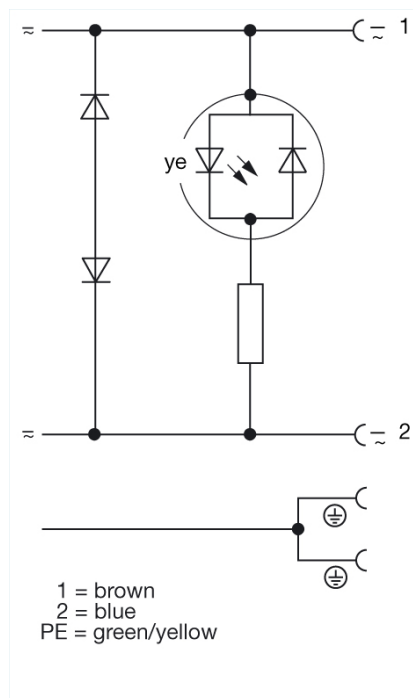 1
ye
2
1 = brown
2 = blue
PE = green/yellow